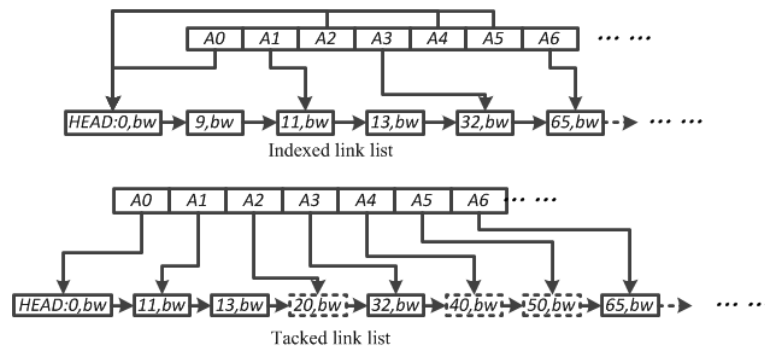 A0 A1 A2 A3 A4 A5 A6 ... ...
HEAD:0,bw 9,bw 11,bw 13,bw 32,bw 65,bw ... ...
Indexed link list
A0 A1 A2 A3 A4 A5 A6 ... ...
HEAD:0,bw 11,bw 13,bw 20,bw 32,bw 40,bw 50,bw 65,bw ... ..
Tacked link list